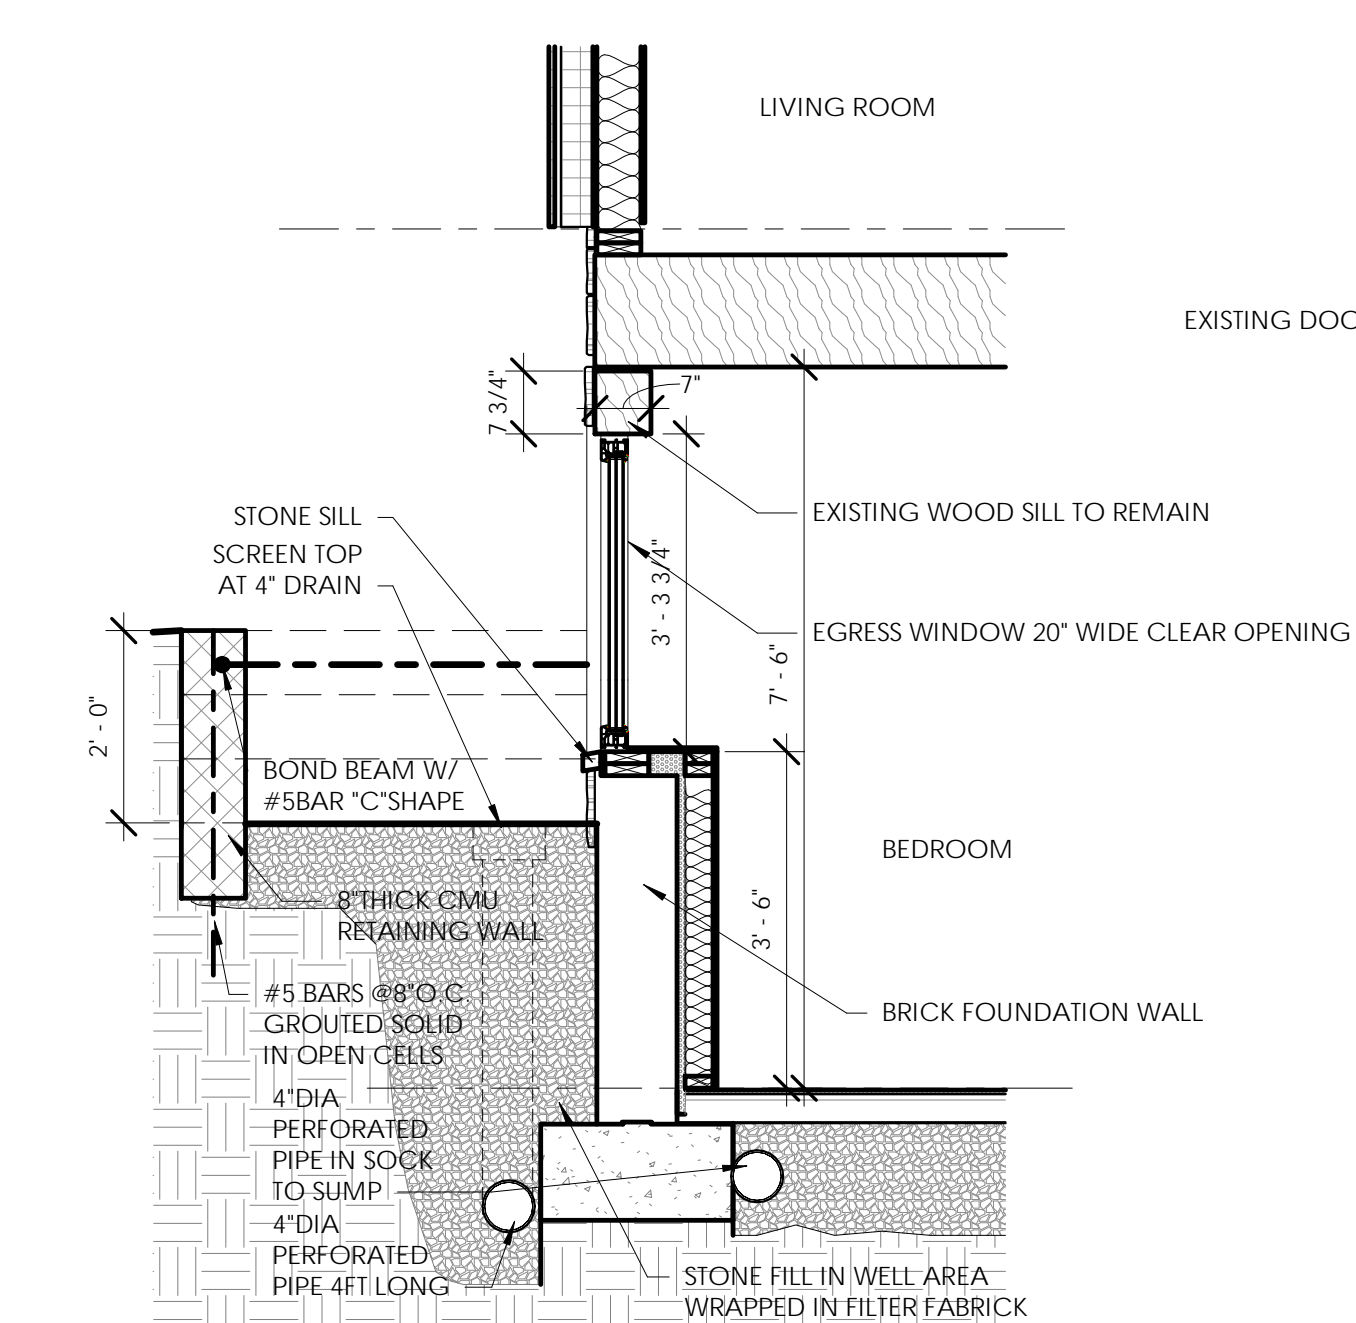 LIVING ROOM
EXISTING DOO
7 3/4"
7"
EXISTING WOOD SILL TO REMAIN
STONE SILL
SCREEN TOP
AT 4" DRAIN
3' - 3 3/4"
EGRESS WINDOW 20" WIDE CLEAR OPENING
7' - 6"
2' - 0"
BOND BEAM W/
#5BAR "C"SHAPE
BEDROOM
8"THICK CMU
RETAINING WALL
3' - 6"
#5 BARS @8"O.C.
GROUTED SOLID
IN OPEN CELLS
BRICK FOUNDATION WALL
4"DIA
PERFORATED
PIPE IN SOCK
TO SUMP
4"DIA
PERFORATED
PIPE 4FT LONG
STONE FILL IN WELL AREA
WRAPPED IN FILTER FABRICK